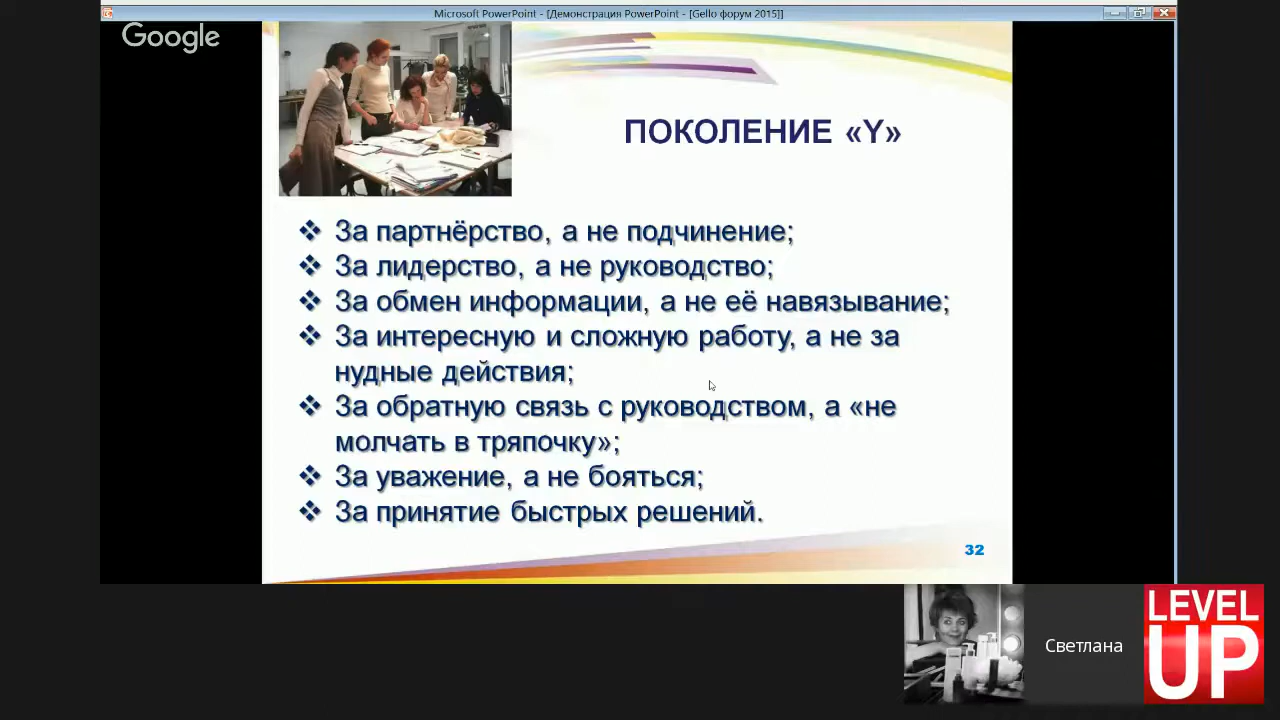 Microsoft PowerPoint - [Демонстрация PowerPoint - [Gello форум 2015]]
Google
ПОКОЛЕНИЕ «Y»
❖ За партнёрство, а не подчинение;
❖ За лидерство, а не руководство;
❖ За обмен информации, а не её навязывание;
❖ За интересную и сложную работу, а не за
нудные действия;
❖ За обратную связь с руководством, а «не
молчать в тряпочку»;
❖ За уважение, а не бояться;
❖ За принятие быстрых решений.
32
Светлана
LEVEL
UP